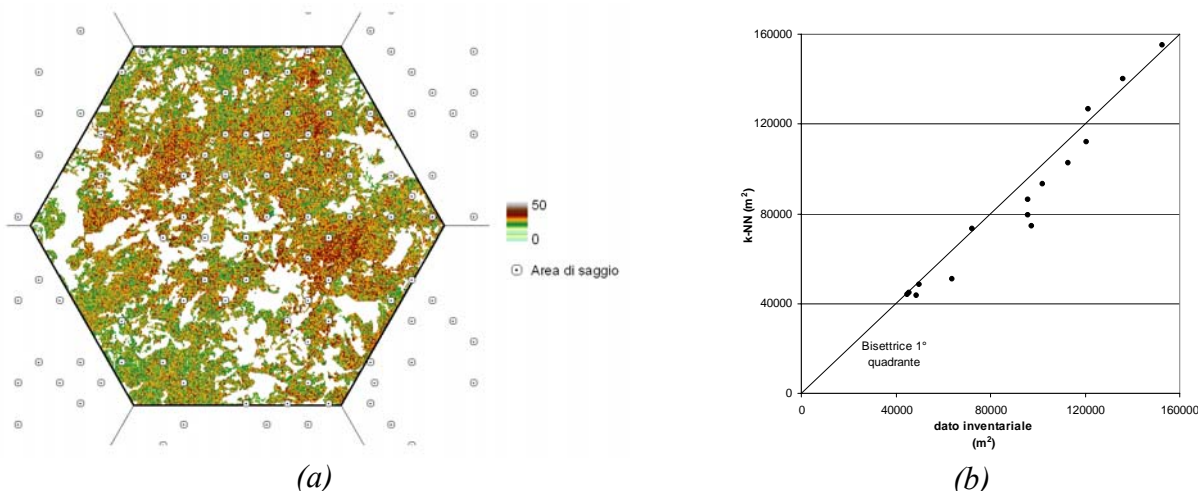 50
0
Area di saggio
(a)
160000
120000
80000
40000
0
k-NN (m²)
Bisettrice 1°
quadrante
0
40000
80000
120000
160000
dato inventariale
(m²)
(b)